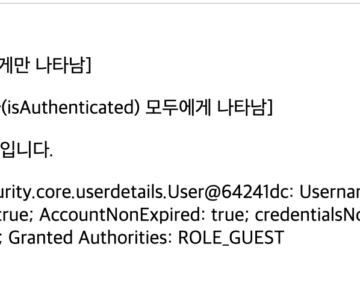 게만 나타남]
(isAuthenticated) 모두에게 나타남]
입니다.
urity.core.userdetails.User@64241dc: Userna
true; AccountNonExpired: true; credentialsNo
; Granted Authorities: ROLE_GUEST